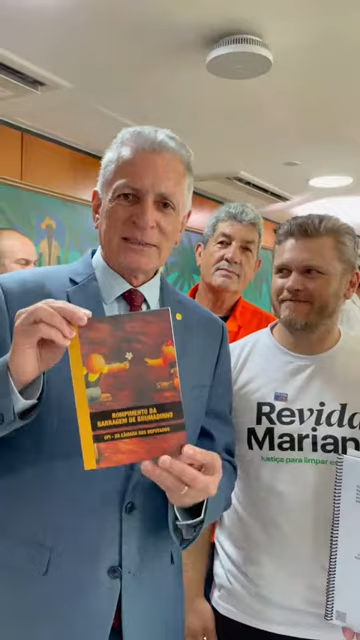 ROMPIMENTO DA
BARRAGEM DE BRUMADINHO
CPI - DA CÂMARA DOS DEPUTADOS
Revida
Marian
justiça para limpar e